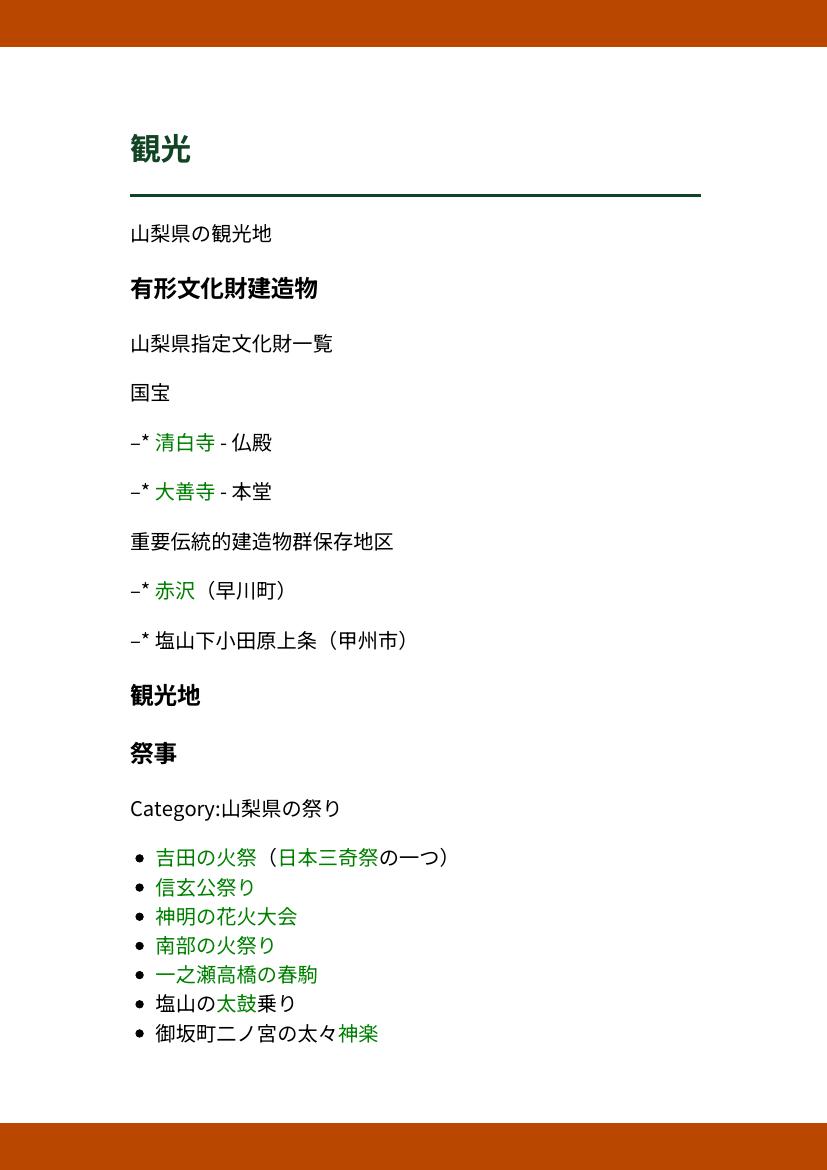 観光
山梨県の観光地
有形文化財建造物
山梨県指定文化財一覧
国宝
–* 清白寺 - 仏殿
–* 大善寺 - 本堂
重要伝統的建造物群保存地区
–* 赤沢（早川町）
–* 塩山下小田原上条（甲州市）
観光地
祭事
Category:山梨県の祭り
• 吉田の火祭（日本三奇祭の一つ）
• 信玄公祭り
• 神明の花火大会
• 南部の火祭り
• 一之瀬高橋の春駒
• 塩山の太鼓乗り
• 御坂町二ノ宮の太々神楽